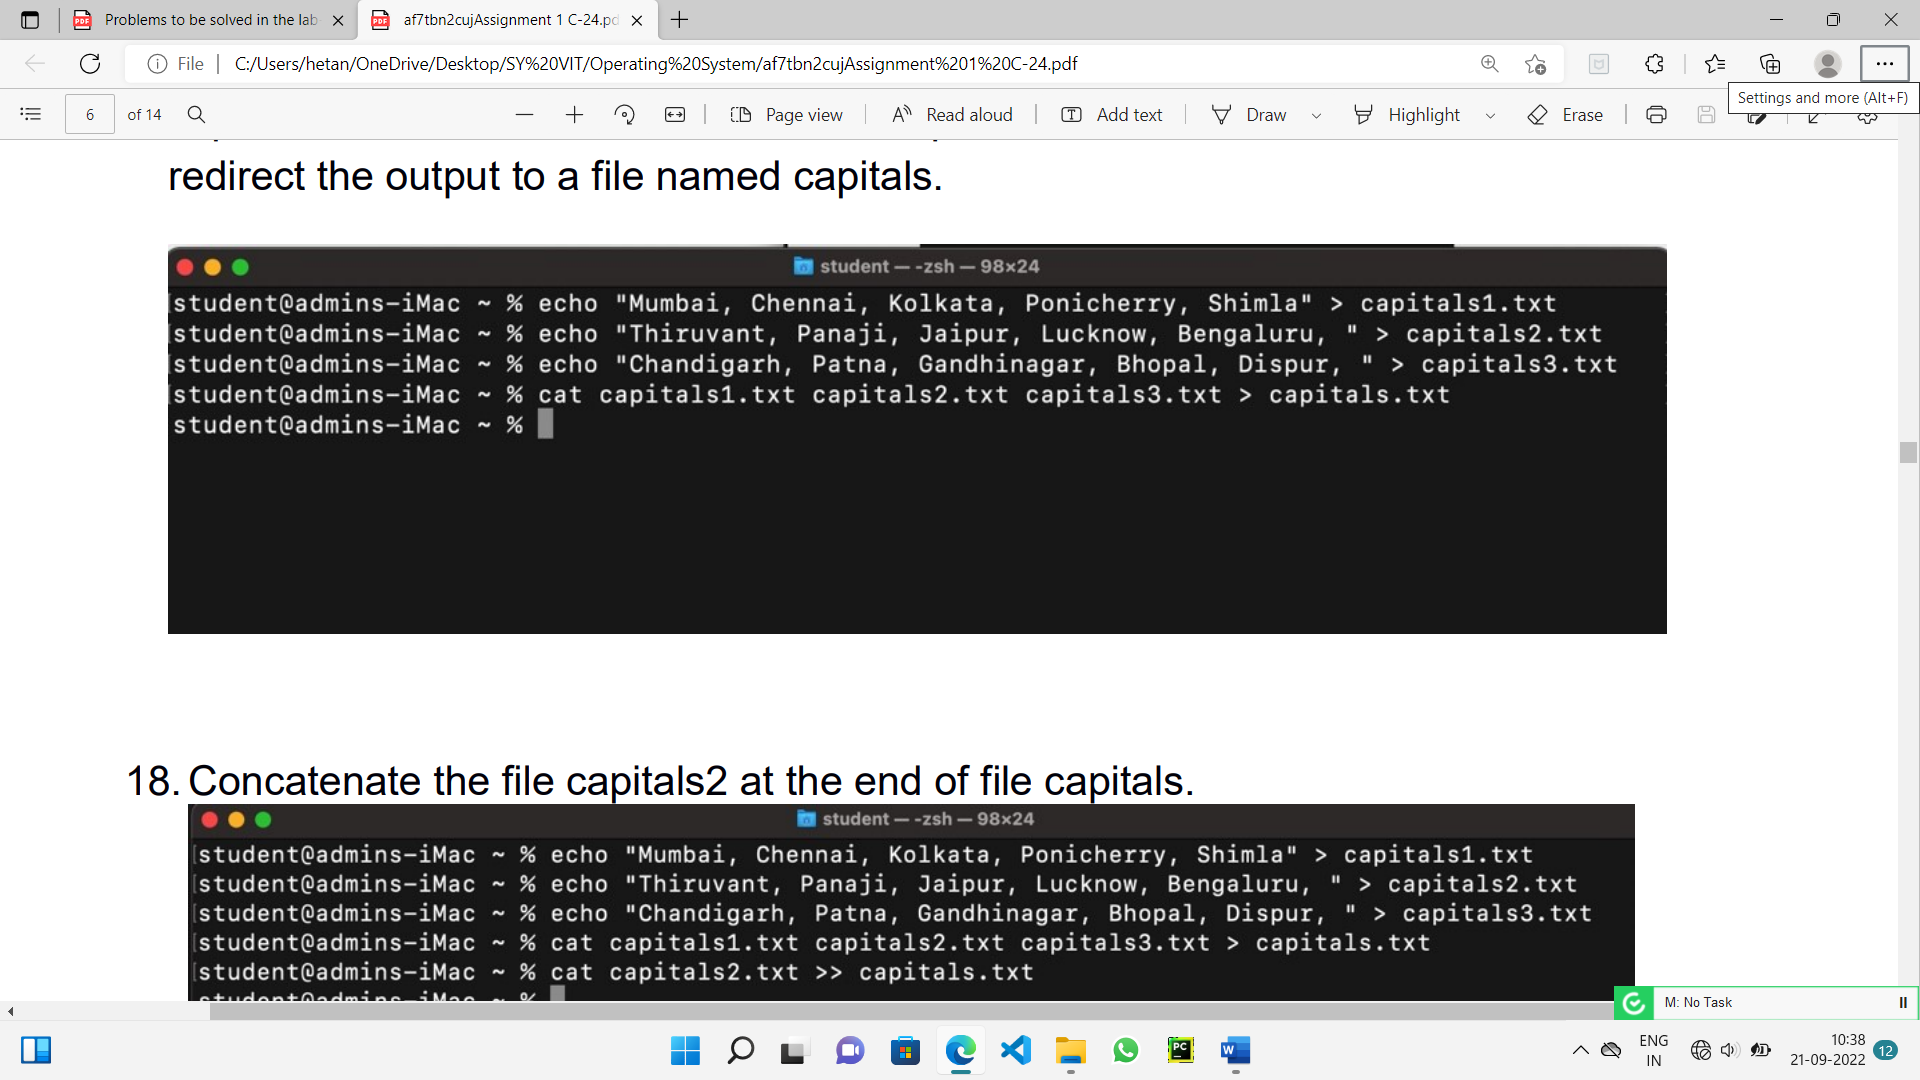 Problems to be solved in the lab
af7tbn2cujAssignment 1 C-24.pd
File
C:/Users/hetan/OneDrive/Desktop/SY%20VIT/Operating%20System/af7tbn2cujAssignment%201%20C-24.pdf
Settings and more (Alt+F)
6 of 14
Page view
Read aloud
Add text
Draw
Highlight
Erase
redirect the output to a file named capitals.
student — -zsh — 98×24
student@admins-iMac ~ % echo "Mumbai, Chennai, Kolkata, Ponicherry, Shimla" > capitals1.txt
student@admins-iMac ~ % echo "Thiruvant, Panaji, Jaipur, Lucknow, Bengaluru, " > capitals2.txt
student@admins-iMac ~ % echo "Chandigarh, Patna, Gandhinagar, Bhopal, Dispur, " > capitals3.txt
student@admins-iMac ~ % cat capitals1.txt capitals2.txt capitals3.txt > capitals.txt
student@admins-iMac ~ %
18. Concatenate the file capitals2 at the end of file capitals.
student — -zsh — 98×24
student@admins-iMac ~ % echo "Mumbai, Chennai, Kolkata, Ponicherry, Shimla" > capitals1.txt
student@admins-iMac ~ % echo "Thiruvant, Panaji, Jaipur, Lucknow, Bengaluru, " > capitals2.txt
student@admins-iMac ~ % echo "Chandigarh, Patna, Gandhinagar, Bhopal, Dispur, " > capitals3.txt
student@admins-iMac ~ % cat capitals1.txt capitals2.txt capitals3.txt > capitals.txt
student@admins-iMac ~ % cat capitals2.txt >> capitals.txt
student@admins-iMac ~ %
M: No Task
ENG
IN
10:38
21-09-2022
12